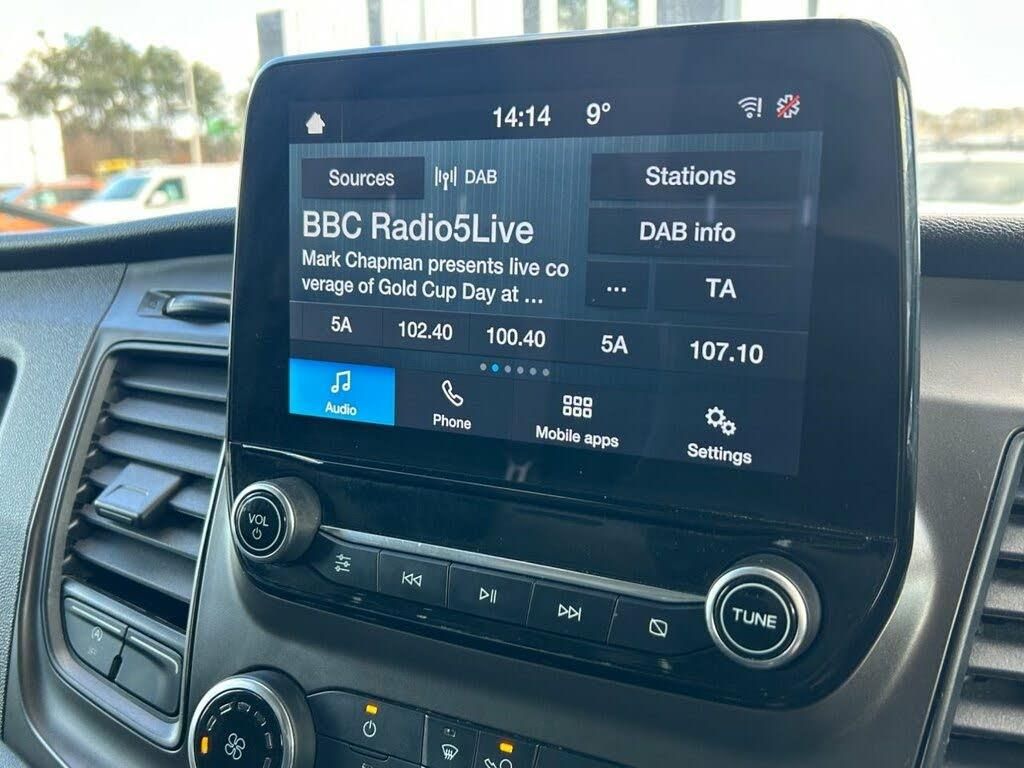 14:14 9°
Sources DAB Stations
BBC Radio5Live
DAB info
Mark Chapman presents live co
verage of Gold Cup Day at ...
... TA
5A 102.40 100.40 5A 107.10
Audio Phone Mobile apps Settings
VOL
TUNE